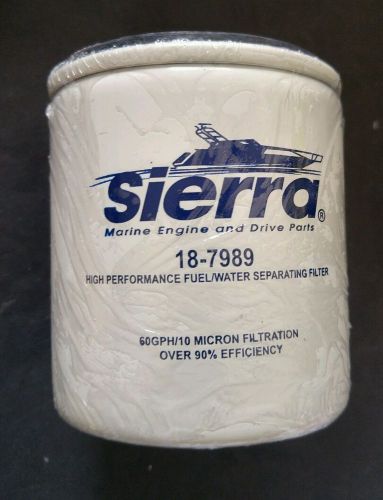 Sierra®
Marine Engine and Drive Parts
18-7989
HIGH PERFORMANCE FUEL/WATER SEPARATING FILTER
60GPH/10 MICRON FILTRATION
OVER 90% EFFICIENCY